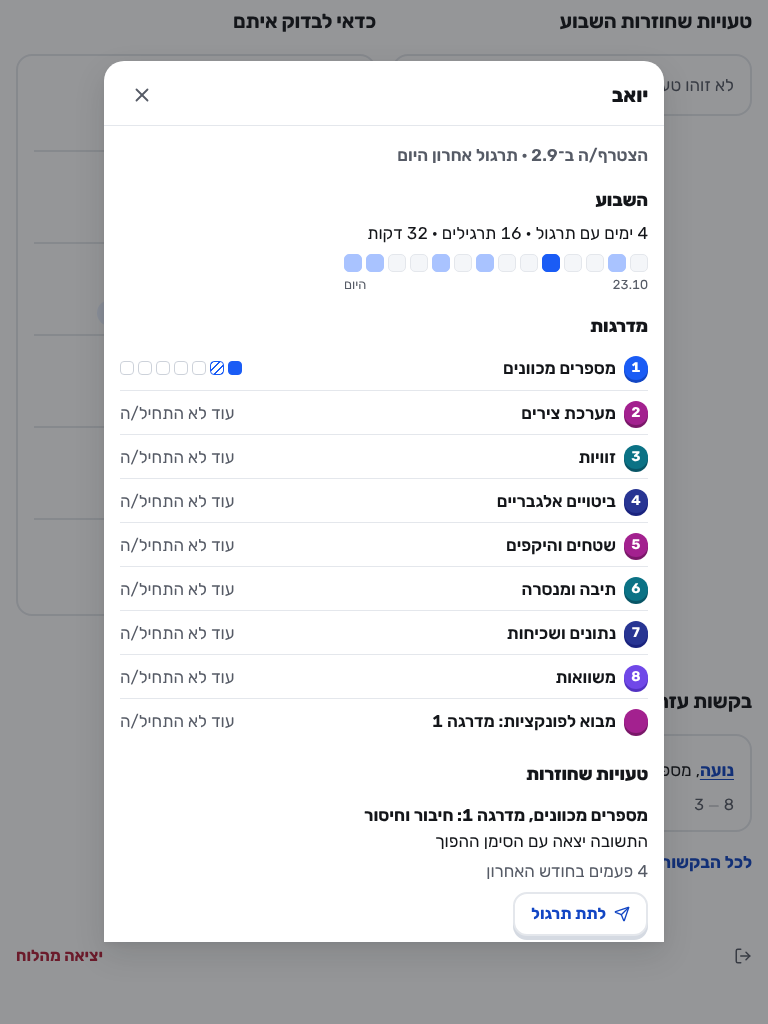 טעויות שחוזרות השבוע
כדאי לבדוק איתם
לא זוהו
יואב
הצטרף/ה ב־2.9 • תרגול אחרון היום
השבוע
4 ימים עם תרגול • 16 תרגילים • 32 דקות
23.10
היום
מדרגות
1 מספרים מכוונים
2 מערכת צירים עוד לא התחיל/ה
3 זוויות עוד לא התחיל/ה
4 ביטויים אלגבריים עוד לא התחיל/ה
5 שטחים והיקפים עוד לא התחיל/ה
6 תיבה ומנסרה עוד לא התחיל/ה
7 נתונים ושכיחות עוד לא התחיל/ה
8 משוואות עוד לא התחיל/ה
מבוא לפונקציות: מדרגה 1 עוד לא התחיל/ה
טעויות שחוזרות
מספרים מכוונים, מדרגה 1: חיבור וחיסור
התשובה יצאה עם הסימן ההפוך
4 פעמים בחודש האחרון
לתת תרגול
בקשות
נועה,
8 – 3
לכל הבקשות
יציאה מהלוח